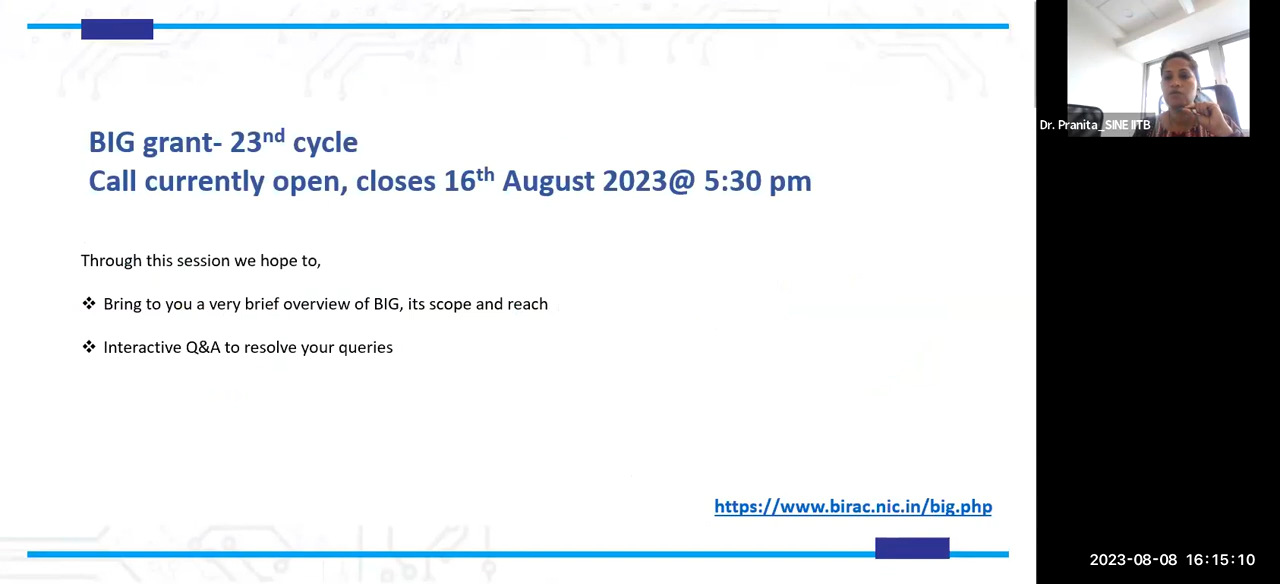 BIG grant- 23nd cycle
Call currently open, closes 16th August 2023@ 5:30 pm
Through this session we hope to,
❖ Bring to you a very brief overview of BIG, its scope and reach
❖ Interactive Q&A to resolve your queries
https://www.birac.nic.in/big.php
Dr. Pranita_SINE IITB
2023-08-08 16:15:10